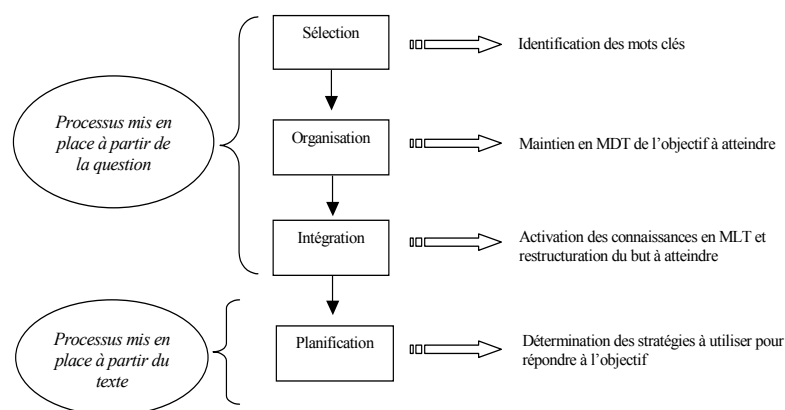 Sélection
Identification des mots clés
Processus mis en
place à partir de
la question
Organisation
Maintien en MDT de l'objectif à atteindre
Intégration
Activation des connaissances en MLT et
restructuration du but à atteindre
Processus mis en
place à partir du
texte
Planification
Détermination des stratégies à utiliser pour
répondre à l'objectif